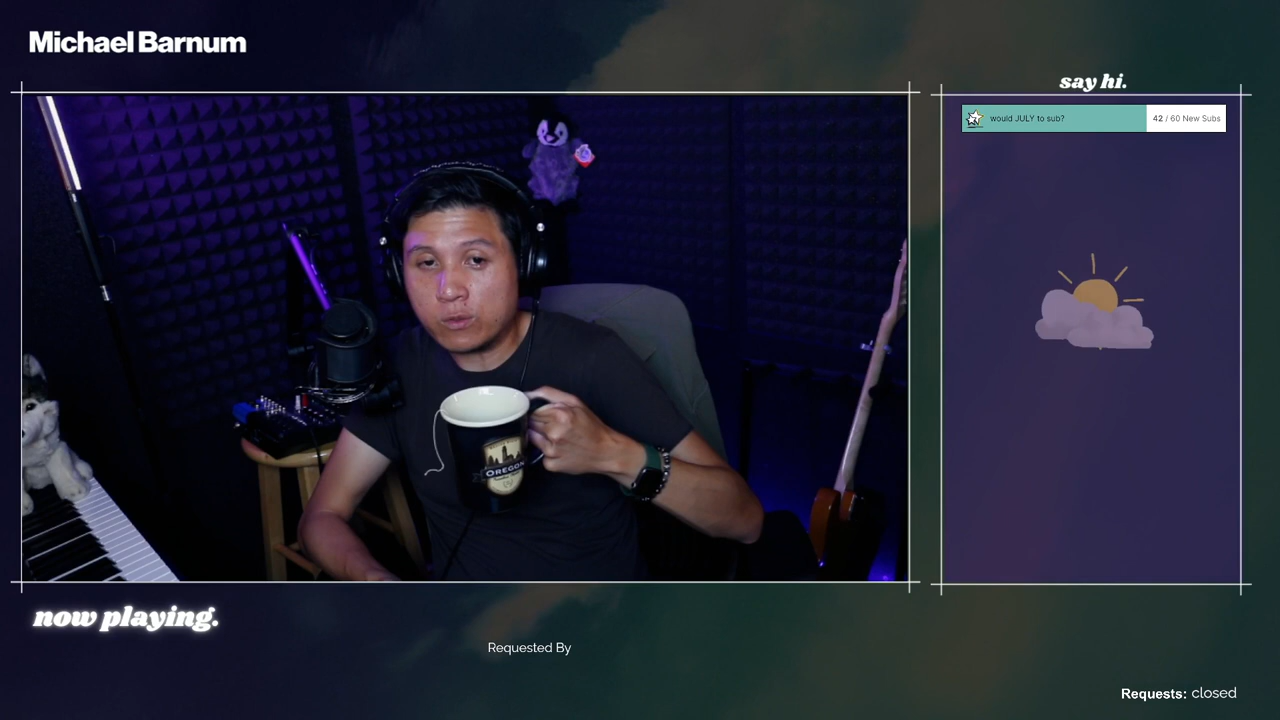 Michael Barnum
say hi.
would JULY to sub?
42 / 60 New Subs
OREGON
now playing.
Requested By
Requests: closed